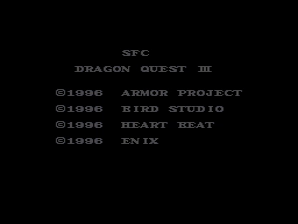 SFC
DRAGON QUEST III
©1996 ARMOR PROJECT
©1996 BIRD STUDIO
©1996 HEART BEAT
©1996 ENIX